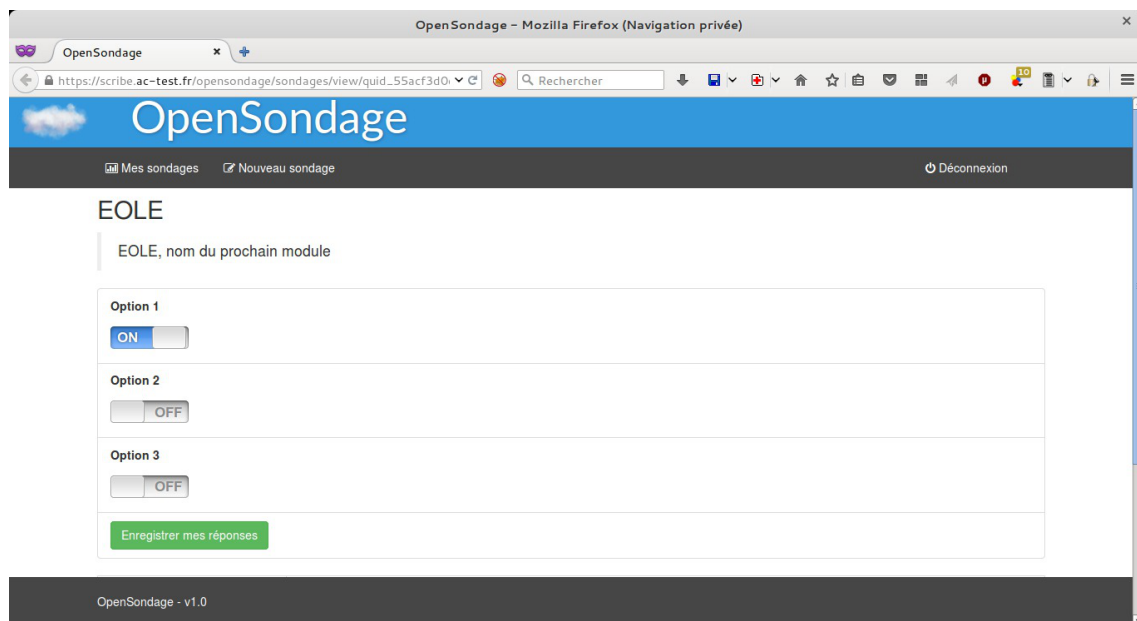 OpenSondage - Mozilla Firefox (Navigation privée)
OpenSondage
https://scribe.ac-test.fr/opensondage/sondages/view/quid_55acf3d0
Rechercher
10
OpenSondage
Mes sondages
Nouveau sondage
Déconnexion
EOLE
EOLE, nom du prochain module
Option 1
ON
Option 2
OFF
Option 3
OFF
Enregistrer mes réponses
OpenSondage - v1.0